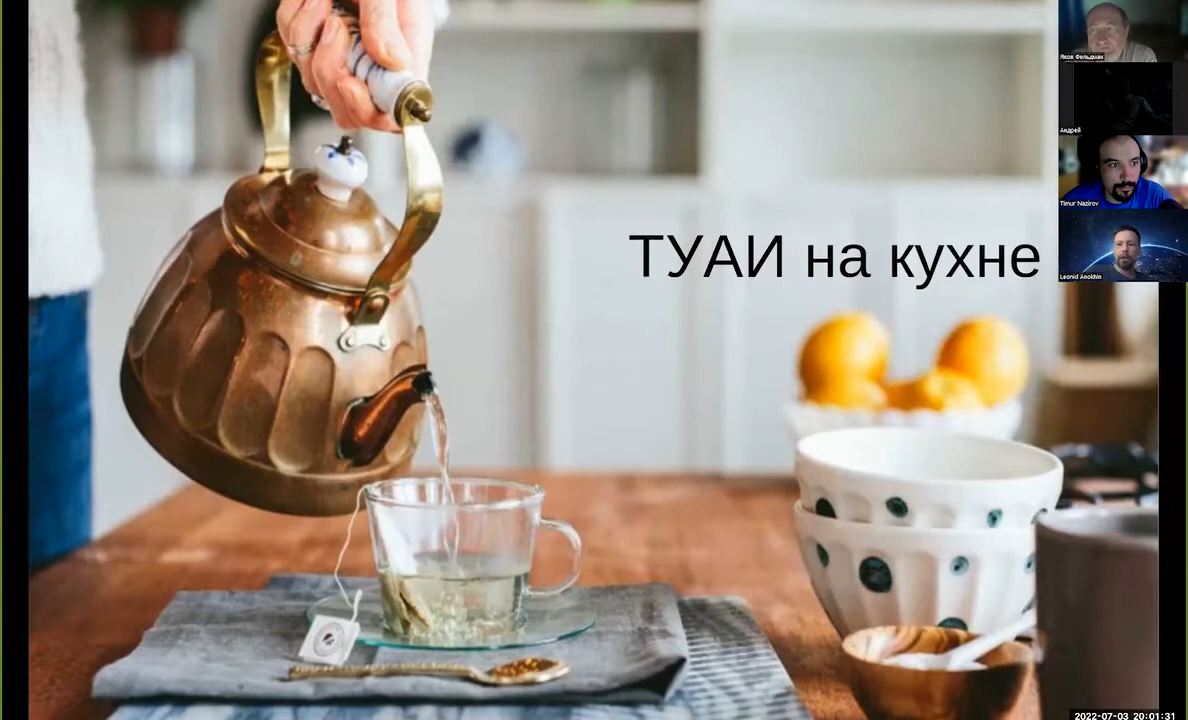 Яков Фельдман
Андрей
ТУАИ на кухне
Timur Nazirov
Leonid Anokhin
2022-07-03 20:01:31